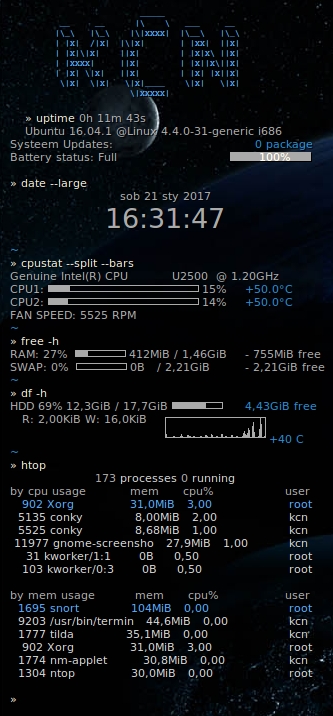 » uptime 0h 11m 43s
Ubuntu 16.04.1 @Linux 4.4.0-31-generic i686
Systeem Updates: 0 package
Battery status: Full 100%
» date --large
sob 21 sty 2017
16:31:47
~
» cpustat --split --bars
Genuine Intel(R) CPU U2500 @ 1.20GHz
CPU1: 15% +50.0°C
CPU2: 14% +50.0°C
FAN SPEED: 5525 RPM
~
» free -h
RAM: 27% 412MiB / 1,46GiB - 755MiB free
SWAP: 0% 0B / 2,21GiB - 2,21GiB free
~
» df -h
HDD 69% 12,3GiB / 17,7GiB 4,43GiB free
R: 2,00KiB W: 16,0KiB
+40 C
~
» htop
173 processes 0 running
by cpu usage mem cpu% user
902 Xorg 31,0MiB 3,00 root
5135 conky 8,00MiB 2,00 kcn
5525 conky 8,68MiB 1,00 kcn
11977 gnome-screensho 27,9MiB 1,00 kcn
31 kworker/1:1 0B 0,50 root
103 kworker/0:3 0B 0,50 root
by mem usage mem cpu% user
1695 snort 104MiB 0,00 root
9203 /usr/bin/termin 44,6MiB 0,00 kcn
1777 tilda 35,1MiB 0,00 kcn
902 Xorg 31,0MiB 3,00 root
1774 nm-applet 30,8MiB 0,00 kcn
1304 ntop 30,0MiB 0,00 root
»